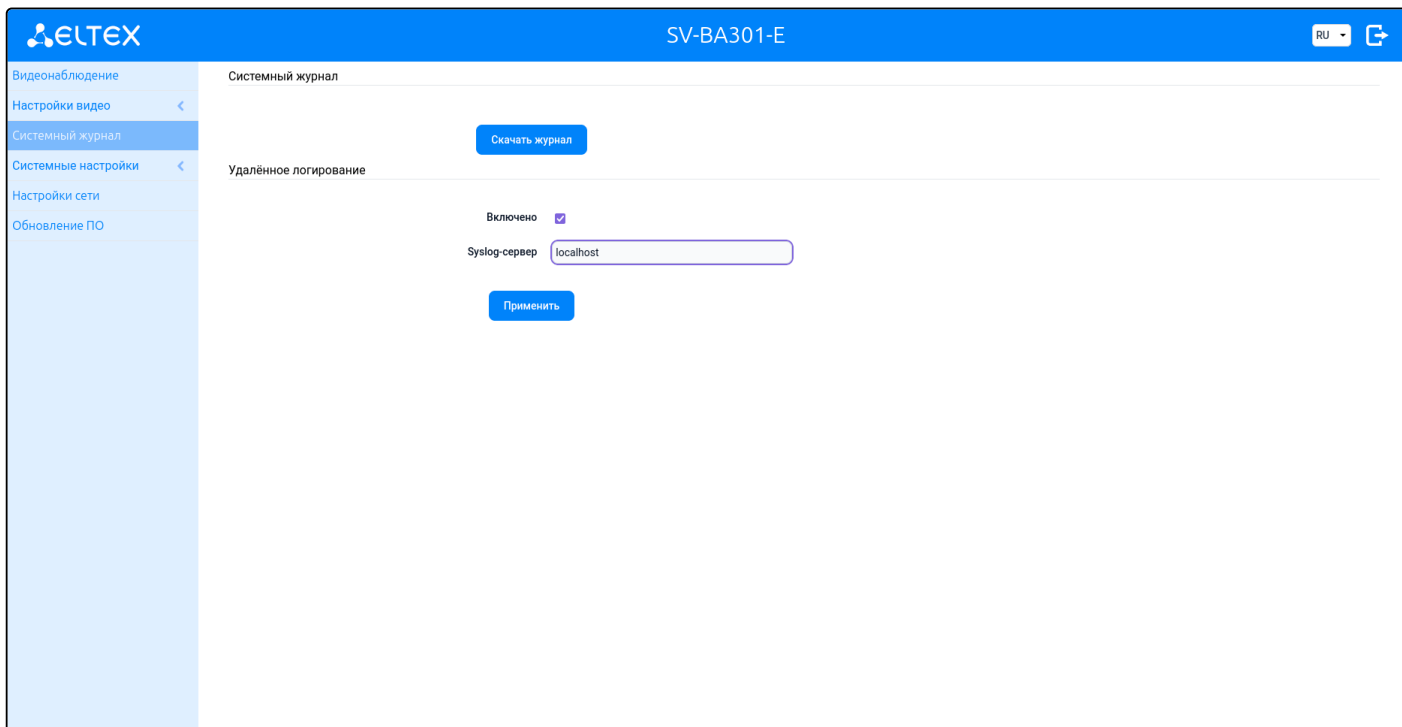 ELTEX
SV-BA301-E
RU
Видеонаблюдение
Настройки видео
Системный журнал
Системные настройки
Настройки сети
Обновление ПО
Системный журнал
Скачать журнал
Удалённое логирование
Включено
Syslog-сервер localhost
Применить